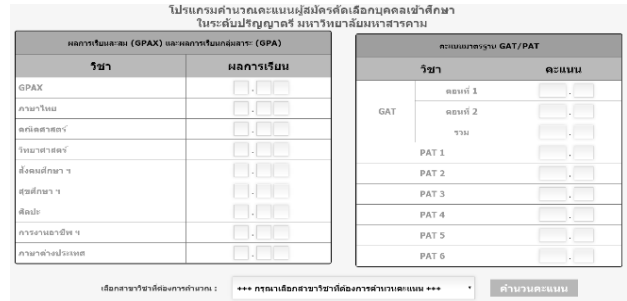 โปรแกรมคำนวณคะแนนผู้สมัครคัดเลือกบุคคลเข้าศึกษา
ในระดับปริญญาตรี มหาวิทยาลัยมหาสารคาม
ผลการเรียนสะสม (GPAX) และผลการเรียนกลุ่มสาระ (GPA)
วิชา ผลการเรียน
GPAX
ภาษาไทย
คณิตศาสตร์
วิทยาศาสตร์
สังคมศึกษา ฯ
สุขศึกษา ฯ
ศิลปะ
การงานอาชีพ ฯ
ภาษาต่างประเทศ
คะแนนมาตรฐาน GAT/PAT
วิชา คะแนน
GAT
ตอนที่ 1
ตอนที่ 2
รวม
PAT 1
PAT 2
PAT 3
PAT 4
PAT 5
PAT 6
เลือกสาขาวิชาที่ต้องการคำนวณ : +++ กรุณาเลือกสาขาวิชาที่ต้องการคำนวนคะแนน +++ คำนวนคะแนน